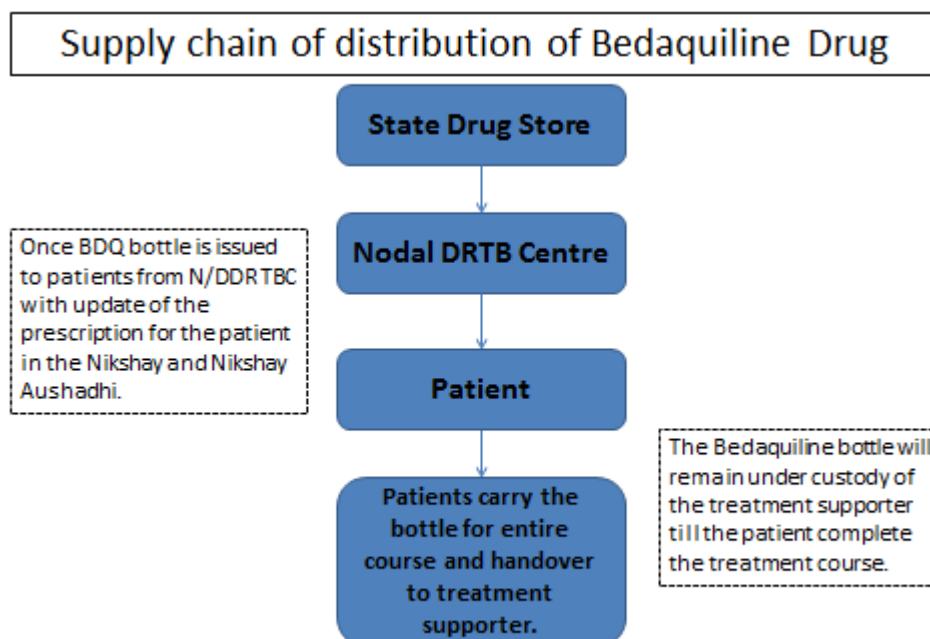 Supply chain of distribution of Bedaquiline Drug
State Drug Store
Nodal DRTB Centre
Once BDQ bottle is issued
to patients from N/DDRTBC
with update of the
prescription for the patient
in the Nikshay and Nikshay
Aushadhi.
Patient
The Bedaquiline bottle will
remain under custody of
the treatment supporter
till the patient complete
the treatment course.
Patients carry the
bottle for entire
course and handover
to treatment
supporter.